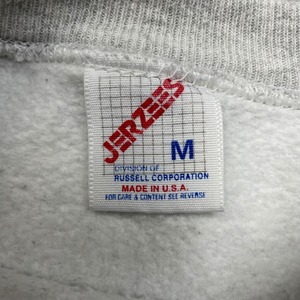 JERZEES
M
DIVISION OF
RUSSELL CORPORATION
MADE IN U.S.A.
FOR CARE & CONTENT SEE REVERSE